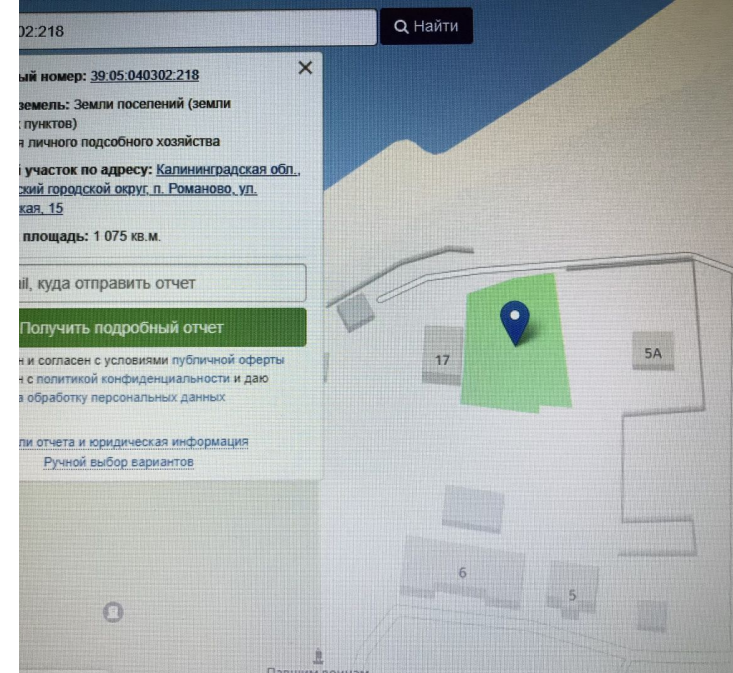 02:218
Найти
ый номер: 39:05:040302:218
земель: Земли поселений (земли
пунктов)
я личного подсобного хозяйства
й участок по адресу: Калининградская обл.,
ский городской округ, п. Романово, ул.
кая, 15
площадь: 1 075 кв.м.
il, куда отправить отчет
Получить подробный отчет
н и согласен с условиями публичной оферты
н с политикой конфиденциальности и даю
а обработку персональных данных
ли отчета и юридическая информация
Ручной выбор вариантов
17
5А
6
5
Павшим воинам